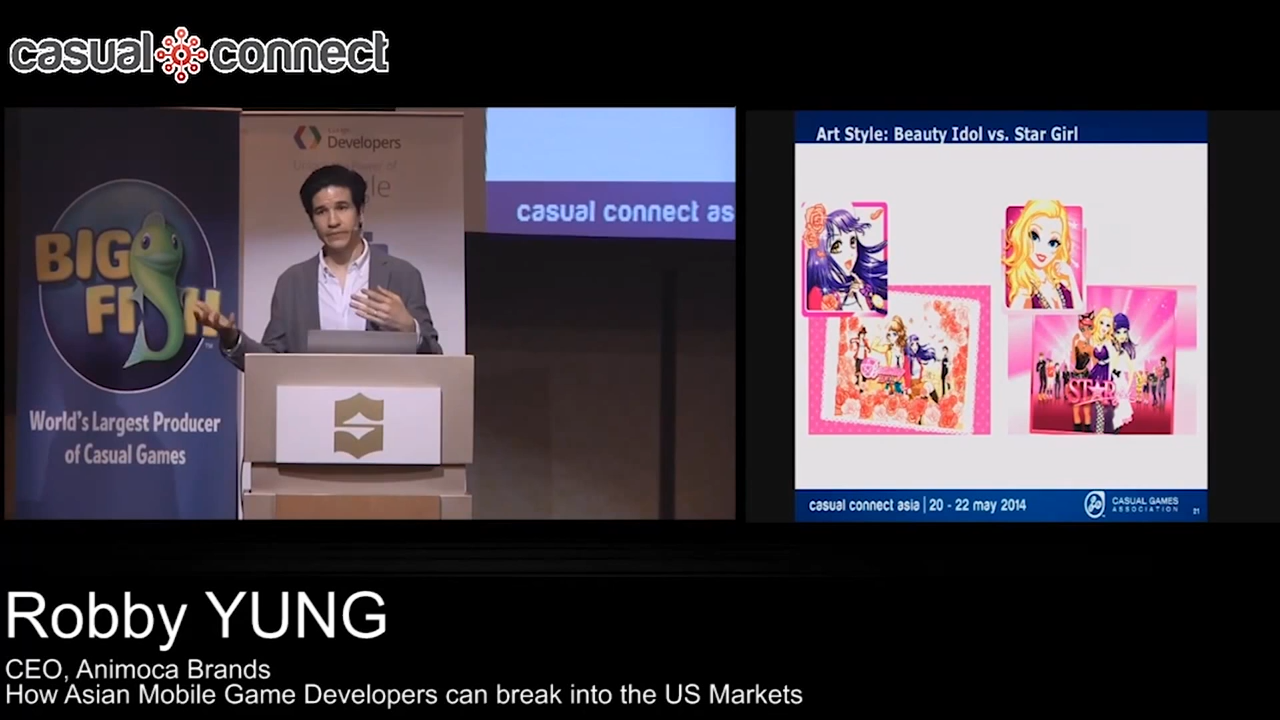 casual connect
Developers
BIG
FISH
World's Largest Producer
of Casual Games
casual connect as
Art Style: Beauty Idol vs. Star Girl
STAR
casual connect asia | 20 - 22 may 2014
CASUAL GAMES
ASSOCIATION
21
Robby YUNG
CEO, Animoca Brands
How Asian Mobile Game Developers can break into the US Markets